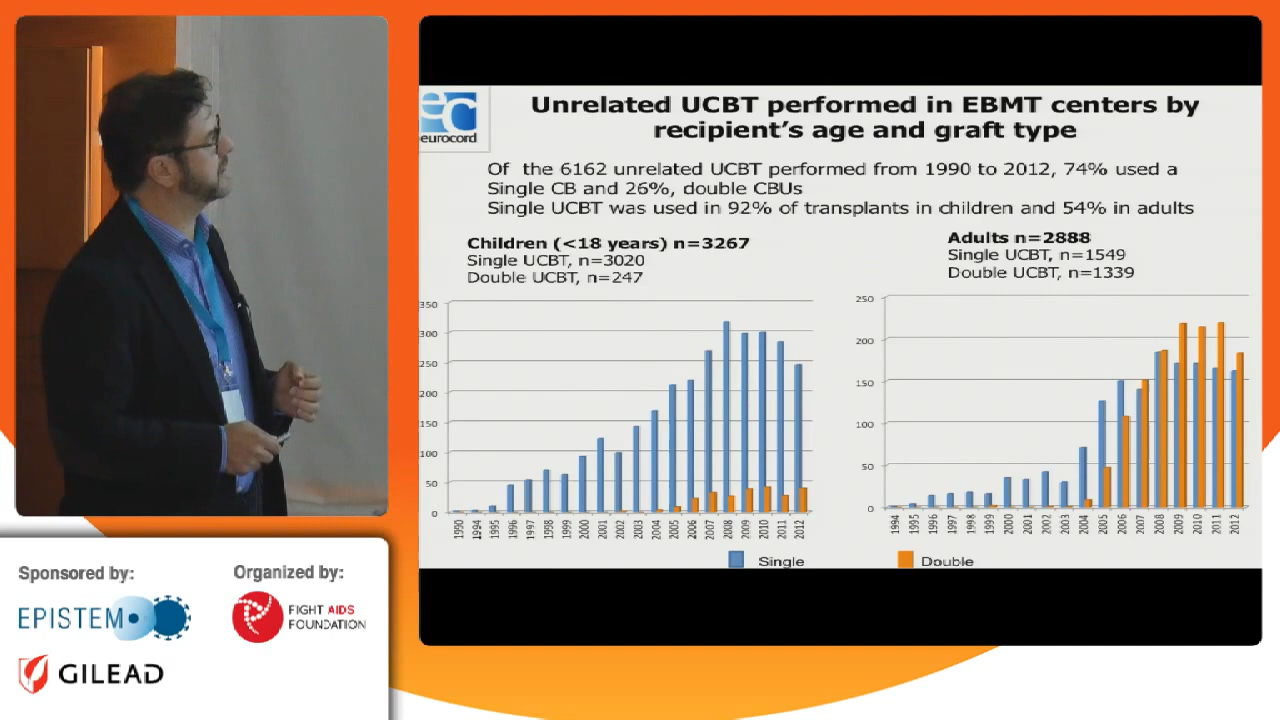 ec
eurocord
Unrelated UCBT performed in EBMT centers by
recipient's age and graft type
Of the 6162 unrelated UCBT performed from 1990 to 2012, 74% used a
Single CB and 26%, double CBUs
Single UCBT was used in 92% of transplants in children and 54% in adults
Children (<18 years) n=3267
Single UCBT, n=3020
Double UCBT, n=247
Adults n=2888
Single UCBT, n=1549
Double UCBT, n=1339
350
300
250
200
150
100
50
0
1990 1994 1995 1996 1997 1998 1999 2000 2001 2002 2003 2004 2005 2006 2007 2008 2009 2010 2011 2012
250
200
150
100
50
0
1994 1995 1996 1997 1998 1999 2000 2001 2002 2003 2004 2005 2006 2007 2008 2009 2010 2011 2012
Single
Double
Sponsored by:
EPISTEM
GILEAD
Organized by:
FIGHT AIDS
FOUNDATION